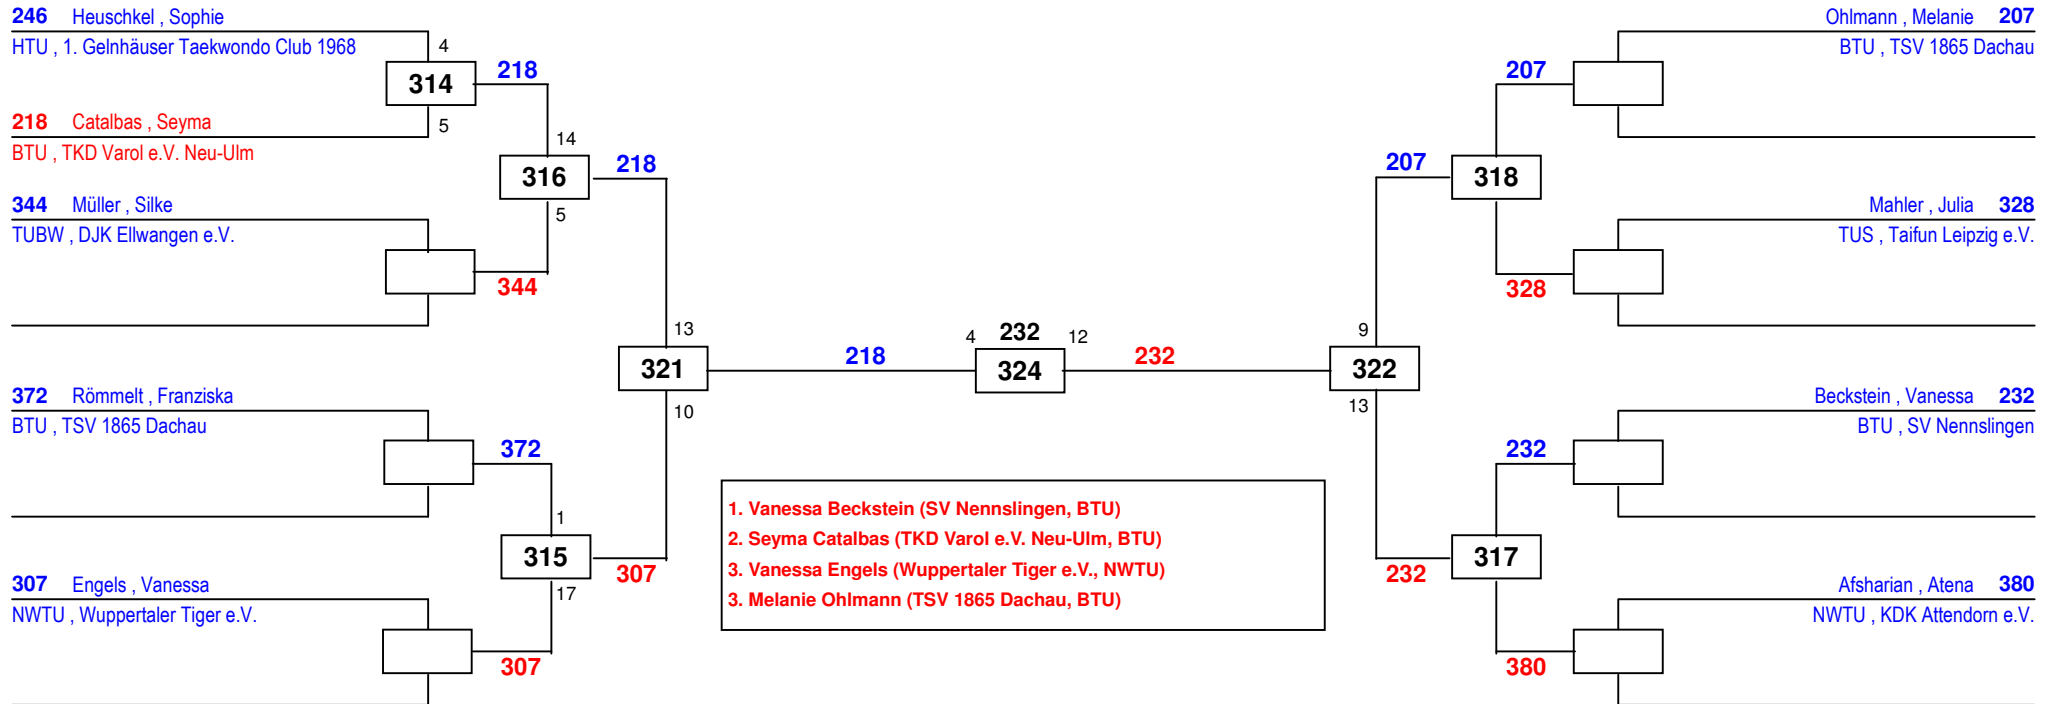 246 Heuschkel , Sophie
HTU , 1. Gelnhäuser Taekwondo Club 1968
4
314
218
218 Catalbas , Seyma
5
BTU , TKD Varol e.V. Neu-Ulm
14
316
218
344 Müller , Silke
5
TUBW , DJK Ellwangen e.V.
344
13
321
218
10
372 Römmelt , Franziska
BTU , TSV 1865 Dachau
372
1
315
307
17
307 Engels , Vanessa
NWTU , Wuppertaler Tiger e.V.
307
4 232 12
324
232
1. Vanessa Beckstein (SV Nennslingen, BTU)
2. Seyma Catalbas (TKD Varol e.V. Neu-Ulm, BTU)
3. Vanessa Engels (Wuppertaler Tiger e.V., NWTU)
3. Melanie Ohlmann (TSV 1865 Dachau, BTU)
Ohlmann , Melanie 207
BTU , TSV 1865 Dachau
207
207
318
Mahler , Julia 328
TUS , Taifun Leipzig e.V.
328
9
322
13
Beckstein , Vanessa 232
BTU , SV Nennslingen
232
317
232
Afsharian , Atena 380
NWTU , KDK Attendorn e.V.
380